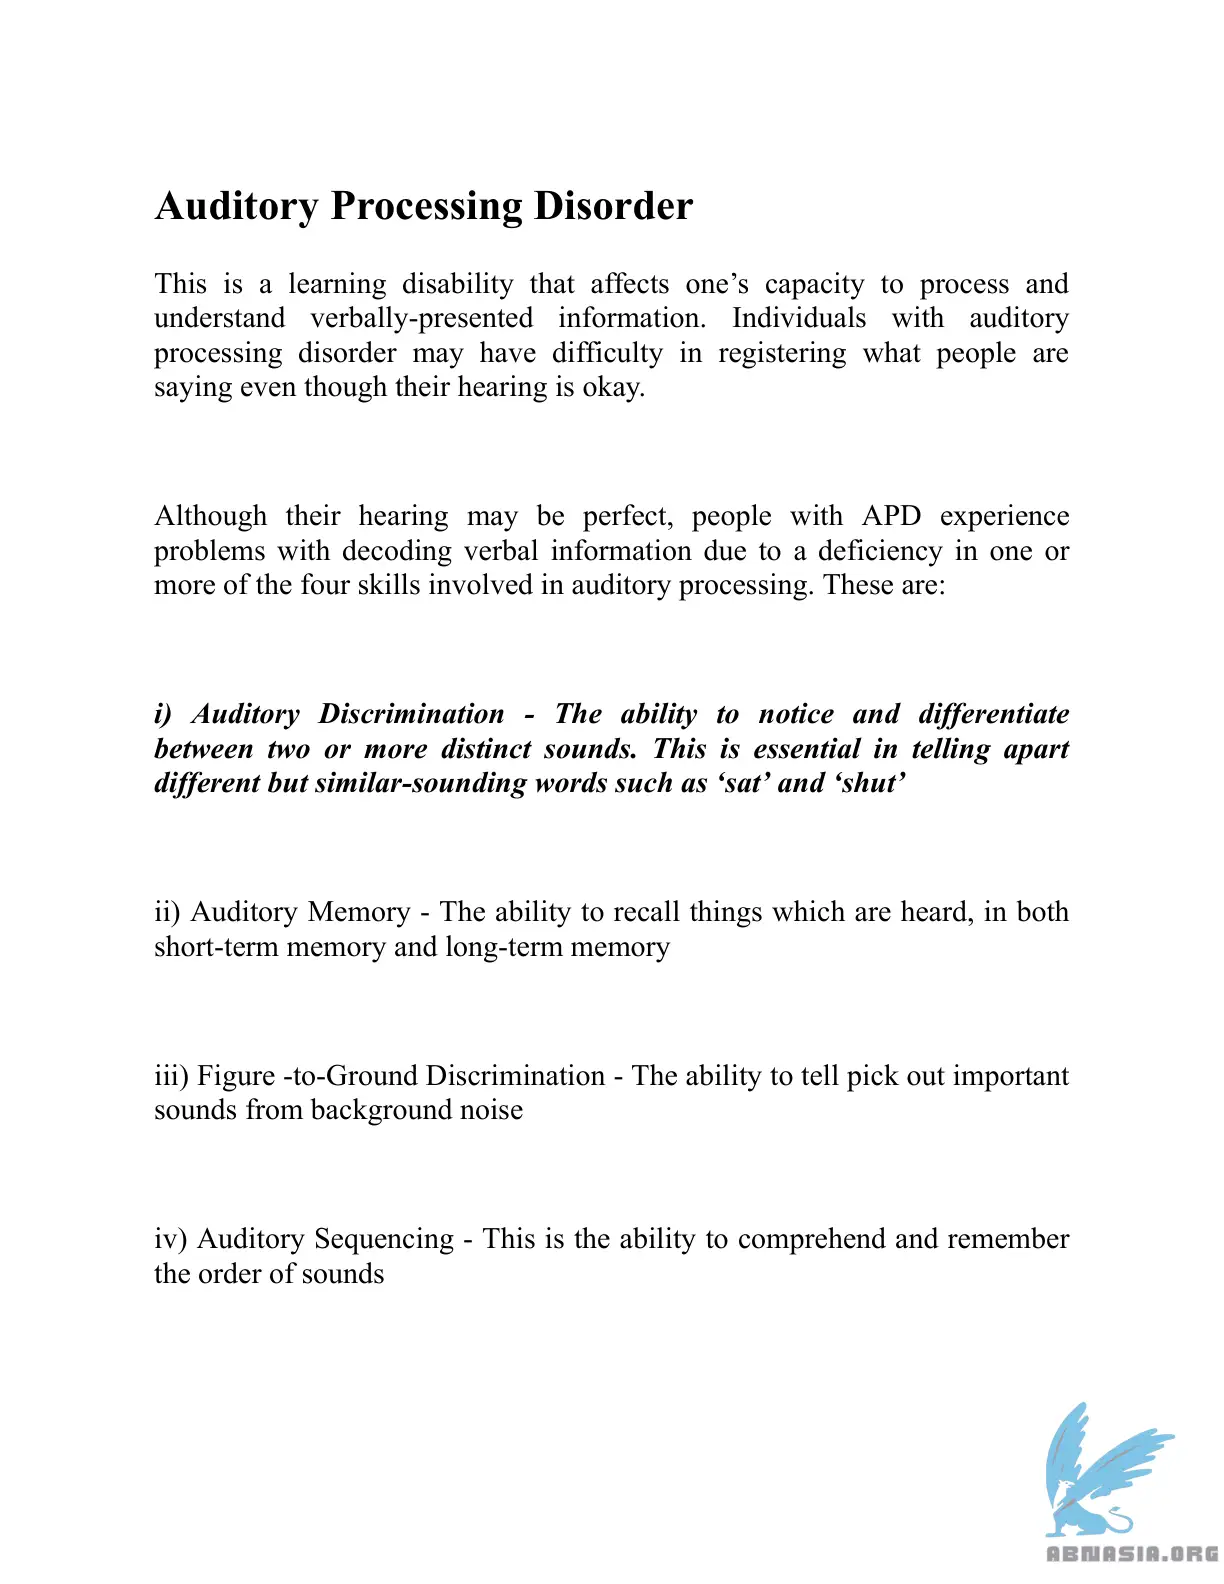 Auditory Processing Disorder
This is a learning disability that affects one’s capacity to process and
understand verbally-presented information. Individuals with auditory
processing disorder may have difficulty in registering what people are
saying even though their hearing is okay.
Although their hearing may be perfect, people with APD experience
problems with decoding verbal information due to a deficiency in one or
more of the four skills involved in auditory processing. These are:
i) Auditory Discrimination - The ability to notice and differentiate
between two or more distinct sounds. This is essential in telling apart
different but similar-sounding words such as ‘sat’ and ‘shut’
ii) Auditory Memory - The ability to recall things which are heard, in both
short-term memory and long-term memory
iii) Figure -to-Ground Discrimination - The ability to tell pick out important
sounds from background noise
iv) Auditory Sequencing - This is the ability to comprehend and remember
the order of sounds
ABNASIA.ORG